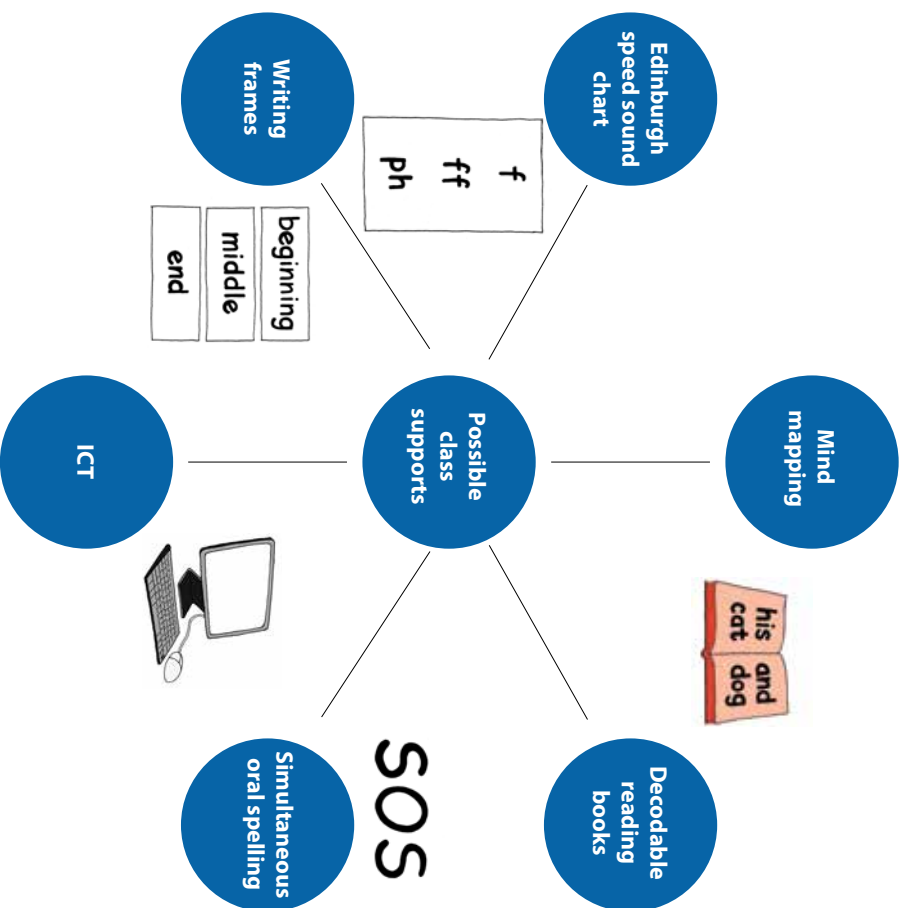 Mind
mapping
his
cat
and
dog
Edinburgh
speed sound
chart
Decodable
reading
books
f
ff
ph
Possible
class
supports
SOS
Writing
frames
beginning
middle
end
Simultaneous
oral spelling
ICT